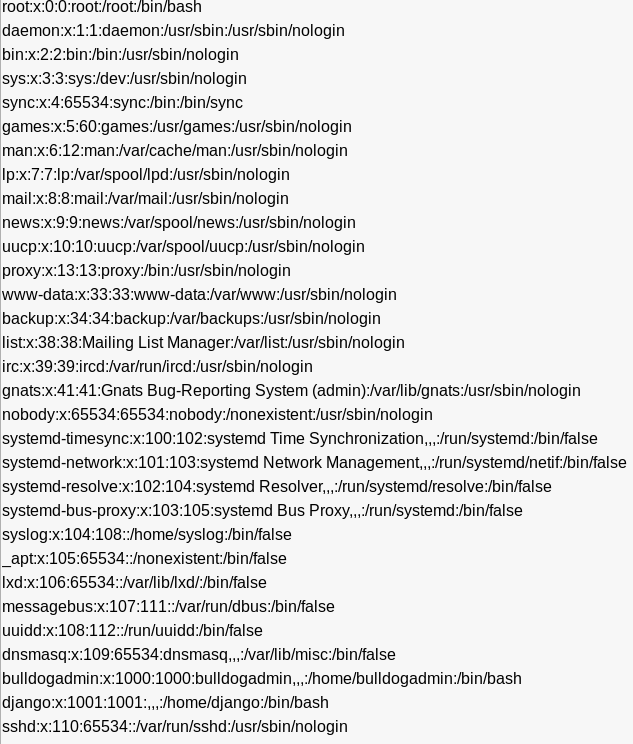 root:x:0:0:root:/root:/bin/bash
daemon:x:1:1:daemon:/usr/sbin:/usr/sbin/nologin
bin:x:2:2:bin:/bin:/usr/sbin/nologin
sys:x:3:3:sys:/dev:/usr/sbin/nologin
sync:x:4:65534:sync:/bin:/bin/sync
games:x:5:60:games:/usr/games:/usr/sbin/nologin
man:x:6:12:man:/var/cache/man:/usr/sbin/nologin
lp:x:7:7:lp:/var/spool/lpd:/usr/sbin/nologin
mail:x:8:8:mail:/var/mail:/usr/sbin/nologin
news:x:9:9:news:/var/spool/news:/usr/sbin/nologin
uucp:x:10:10:uucp:/var/spool/uucp:/usr/sbin/nologin
proxy:x:13:13:proxy:/bin:/usr/sbin/nologin
www-data:x:33:33:www-data:/var/www:/usr/sbin/nologin
backup:x:34:34:backup:/var/backups:/usr/sbin/nologin
list:x:38:38:Mailing List Manager:/var/list:/usr/sbin/nologin
irc:x:39:39:ircd:/var/run/ircd:/usr/sbin/nologin
gnats:x:41:41:Gnats Bug-Reporting System (admin):/var/lib/gnats:/usr/sbin/nologin
nobody:x:65534:65534:nobody:/nonexistent:/usr/sbin/nologin
systemd-timesync:x:100:102:systemd Time Synchronization,,,:/run/systemd:/bin/false
systemd-network:x:101:103:systemd Network Management,,,:/run/systemd/netif:/bin/false
systemd-resolve:x:102:104:systemd Resolver,,,:/run/systemd/resolve:/bin/false
systemd-bus-proxy:x:103:105:systemd Bus Proxy,,,:/run/systemd:/bin/false
syslog:x:104:108::/home/syslog:/bin/false
_apt:x:105:65534::/nonexistent:/bin/false
lxd:x:106:65534::/var/lib/lxd/:/bin/false
messagebus:x:107:111::/var/run/dbus:/bin/false
uuidd:x:108:112::/run/uuidd:/bin/false
dnsmasq:x:109:65534:dnsmasq,,,:/var/lib/misc:/bin/false
bulldogadmin:x:1000:1000:bulldogadmin,,,:/home/bulldogadmin:/bin/bash
django:x:1001:1001:,,,:/home/django:/bin/bash
sshd:x:110:65534::/var/run/sshd:/usr/sbin/nologin